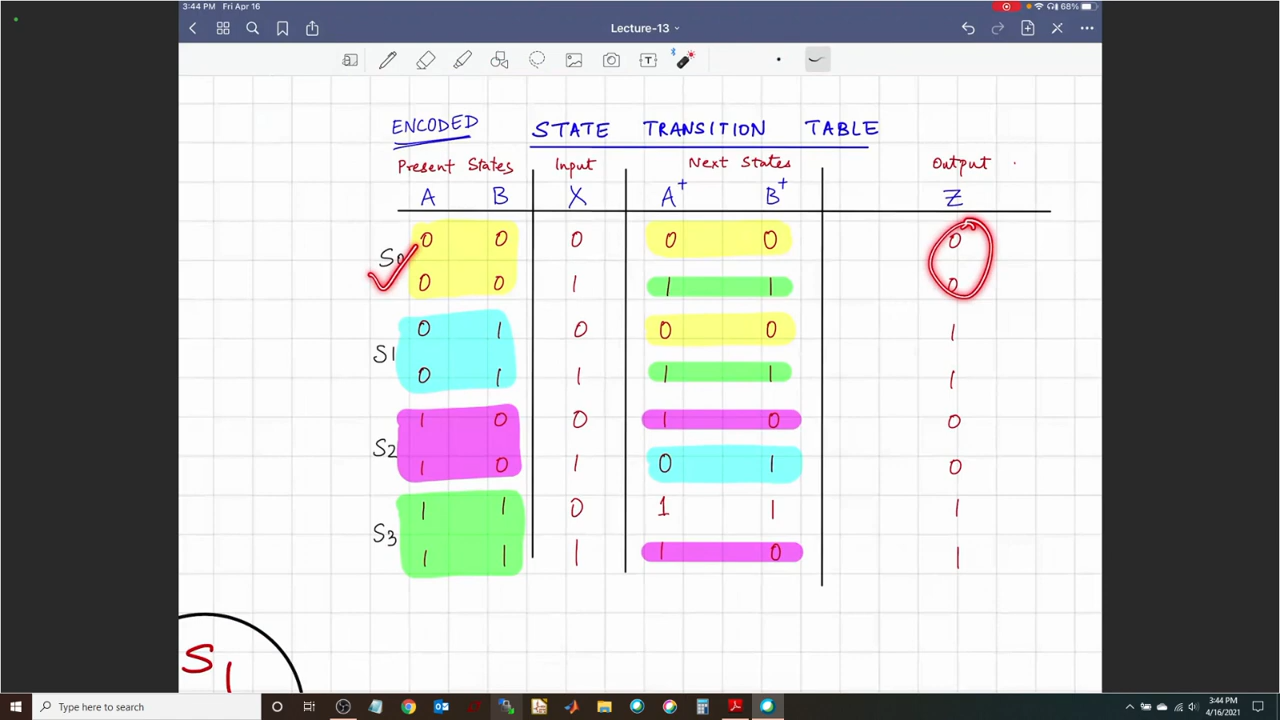 3:44 PM Fri Apr 16 68%
Lecture-13
ENCODED STATE TRANSITION TABLE
Present States Input Next States Output
A B X A+ B+ Z
0 0 0 0 0 0
S0
0 0 1 1 1 0
0 1 0 0 0 1
S1
0 1 1 1 1 1
1 0 0 1 0 0
S2
1 0 1 0 1 0
1 1 0 1 1 1
S3
1 1 1 1 0 1
S1
Type here to search
3:44 PM
4/16/2021